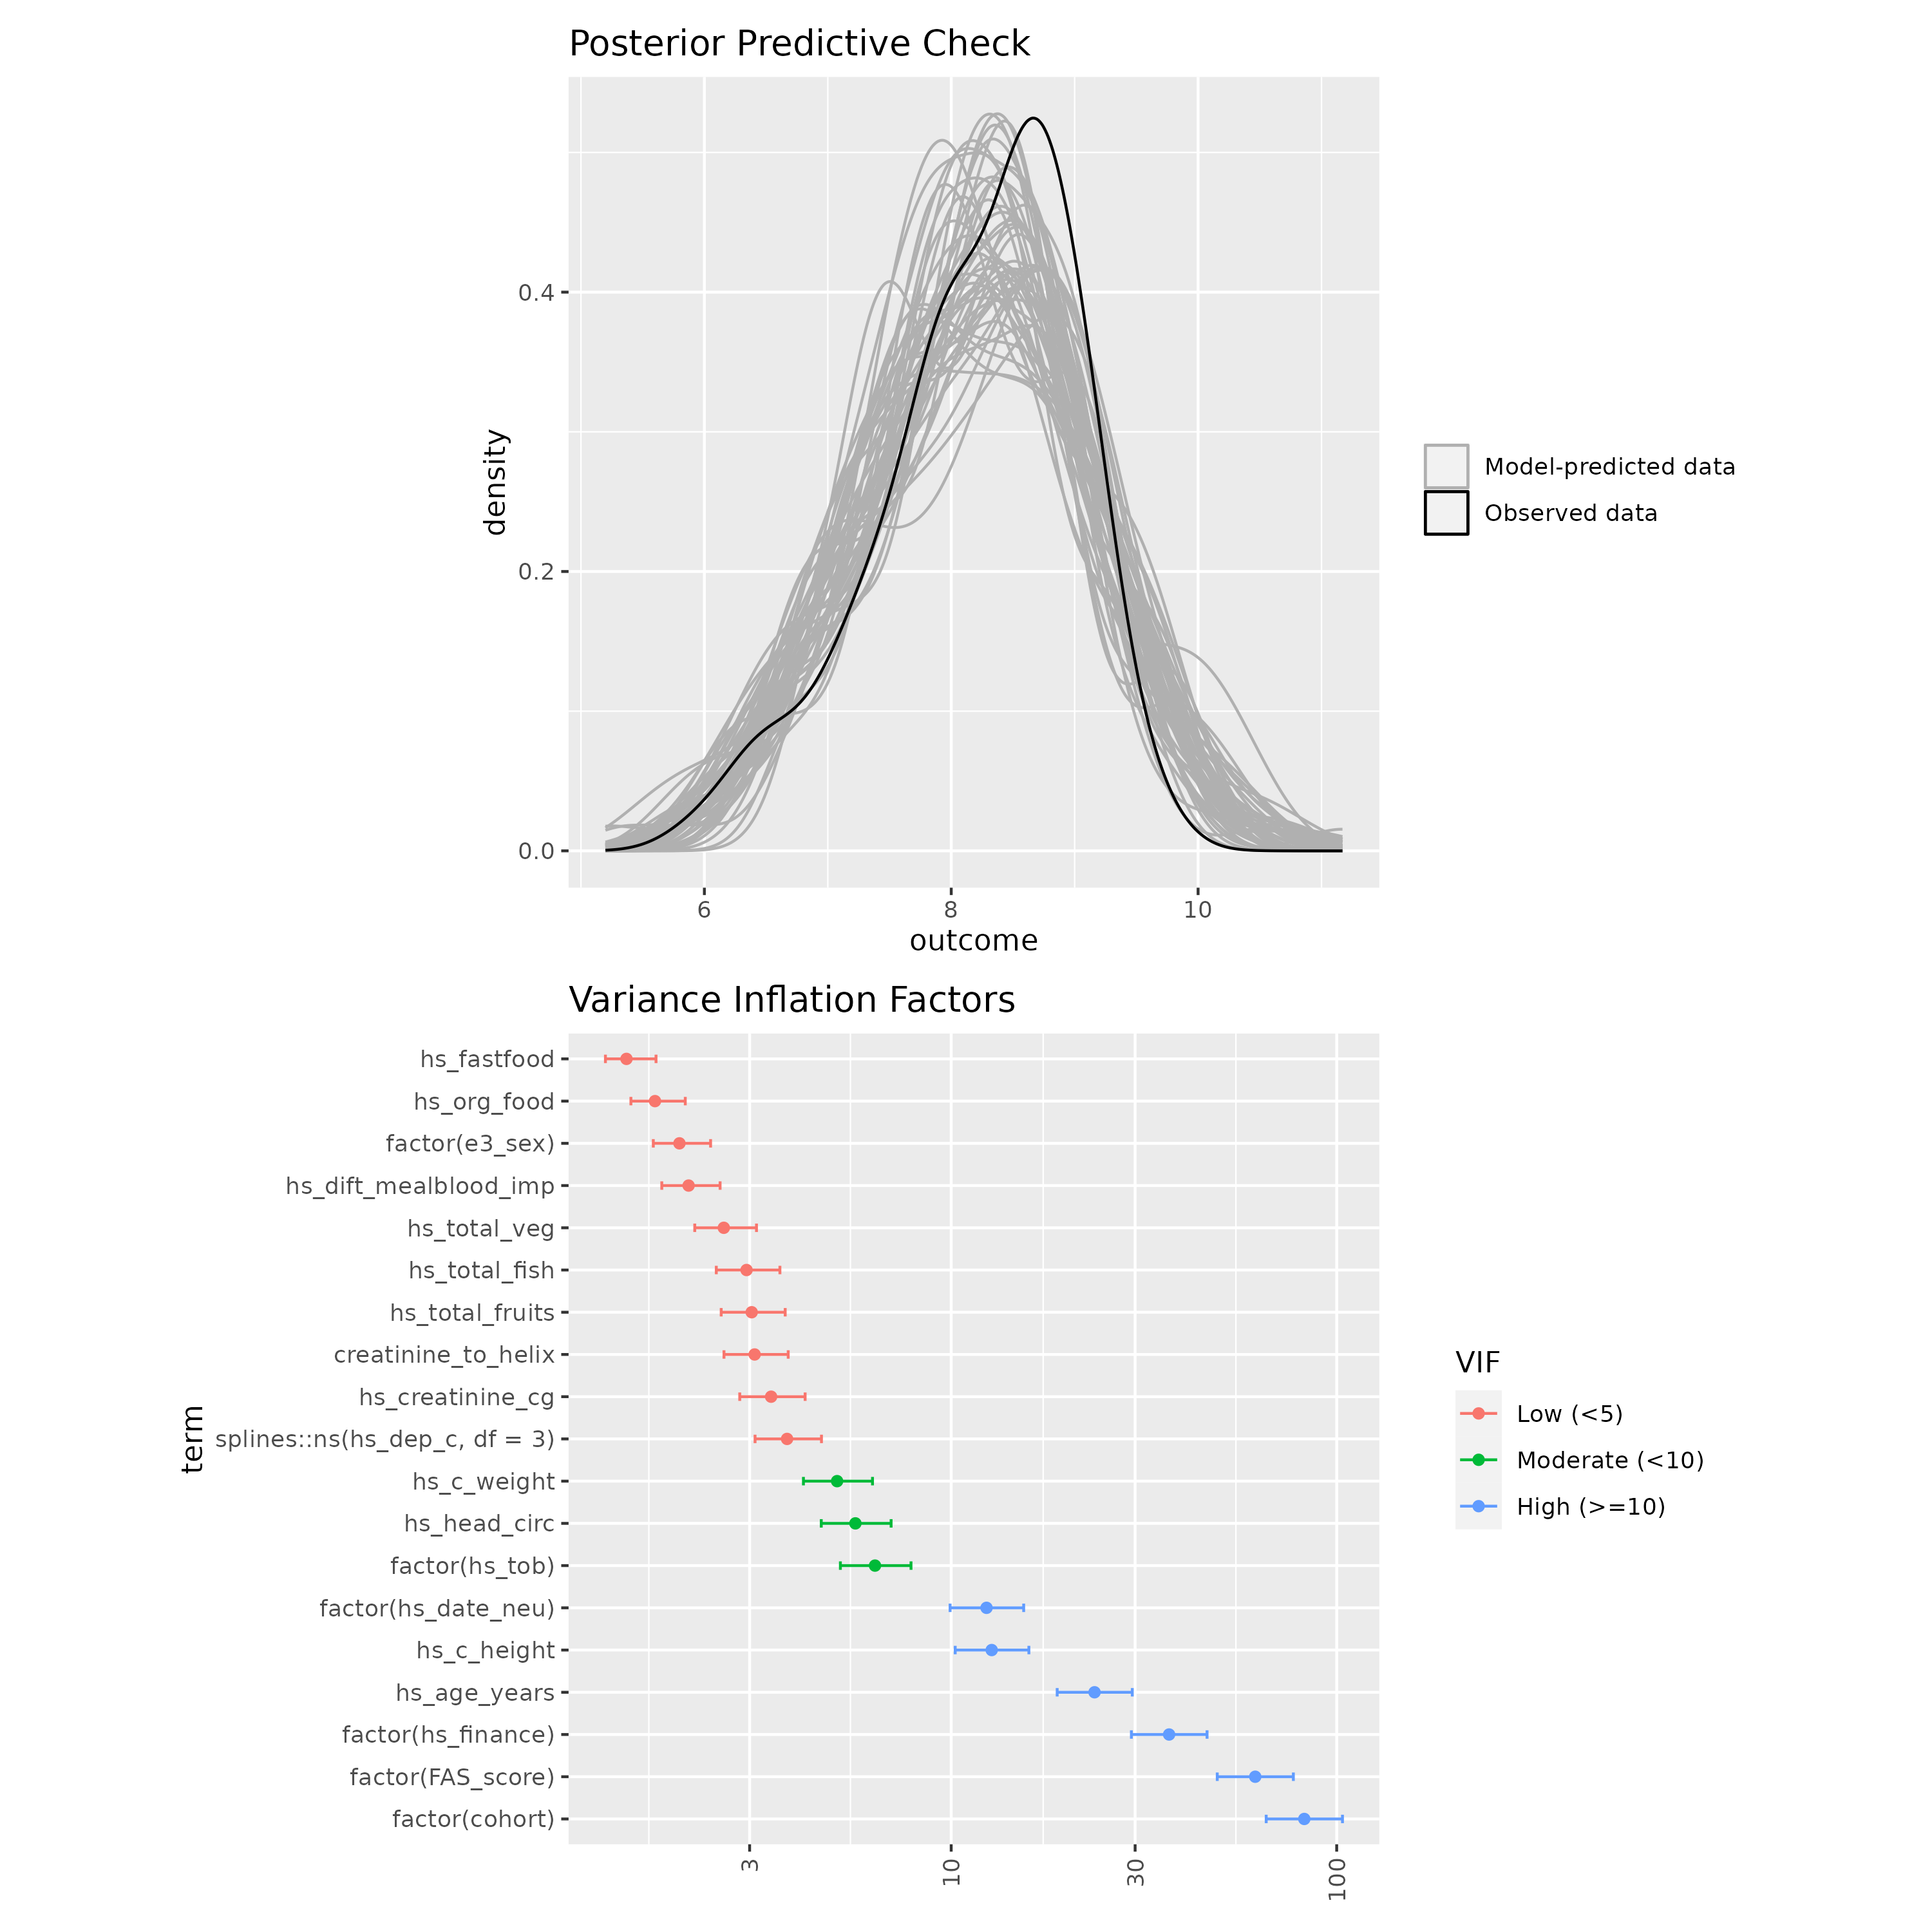 Posterior Predictive Check
density
0.4
0.2
0.0
6
8
10
outcome
Model-predicted data
Observed data
Variance Inflation Factors
term
hs_fastfood
hs_org_food
factor(e3_sex)
hs_dift_mealblood_imp
hs_total_veg
hs_total_fish
hs_total_fruits
creatinine_to_helix
hs_creatinine_cg
splines::ns(hs_dep_c, df = 3)
hs_c_weight
hs_head_circ
factor(hs_tob)
factor(hs_date_neu)
hs_c_height
hs_age_years
factor(hs_finance)
factor(FAS_score)
factor(cohort)
3
10
30
100
VIF
Low (<5)
Moderate (<10)
High (>=10)